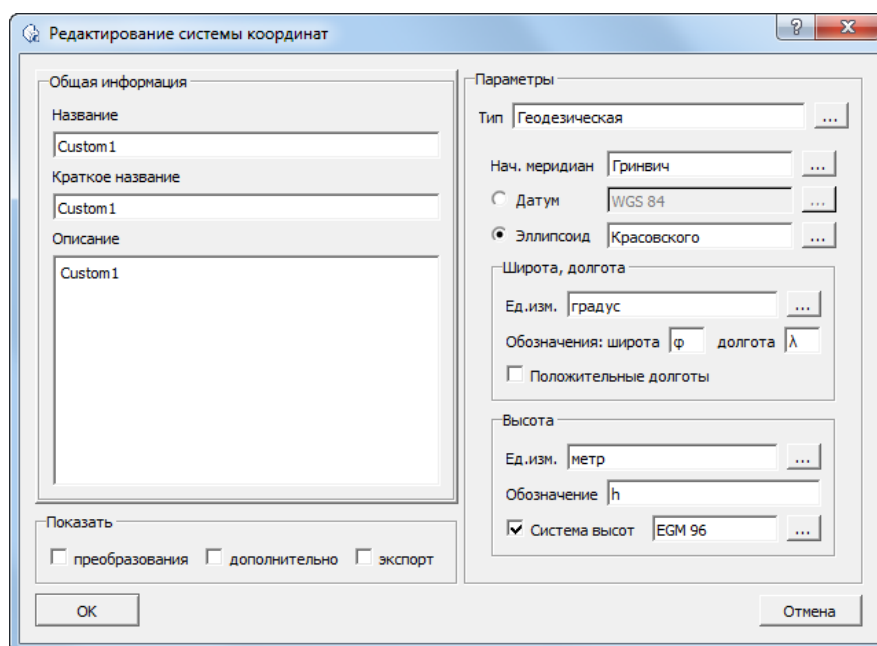 Редактирование системы координат
Общая информация
Название
Custom1
Краткое название
Custom1
Описание
Custom1
Показать
преобразования дополнительно экспорт
OK
Параметры
Тип Геодезическая ...
Нач. меридиан Гринвич ...
Датум WGS 84 ...
Эллипсоид Красовского ...
Широта, долгота
Ед.изм. градус ...
Обозначения: широта φ долгота λ
Положительные долготы
Высота
Ед.изм. метр ...
Обозначение h
Система высот EGM 96 ...
Отмена